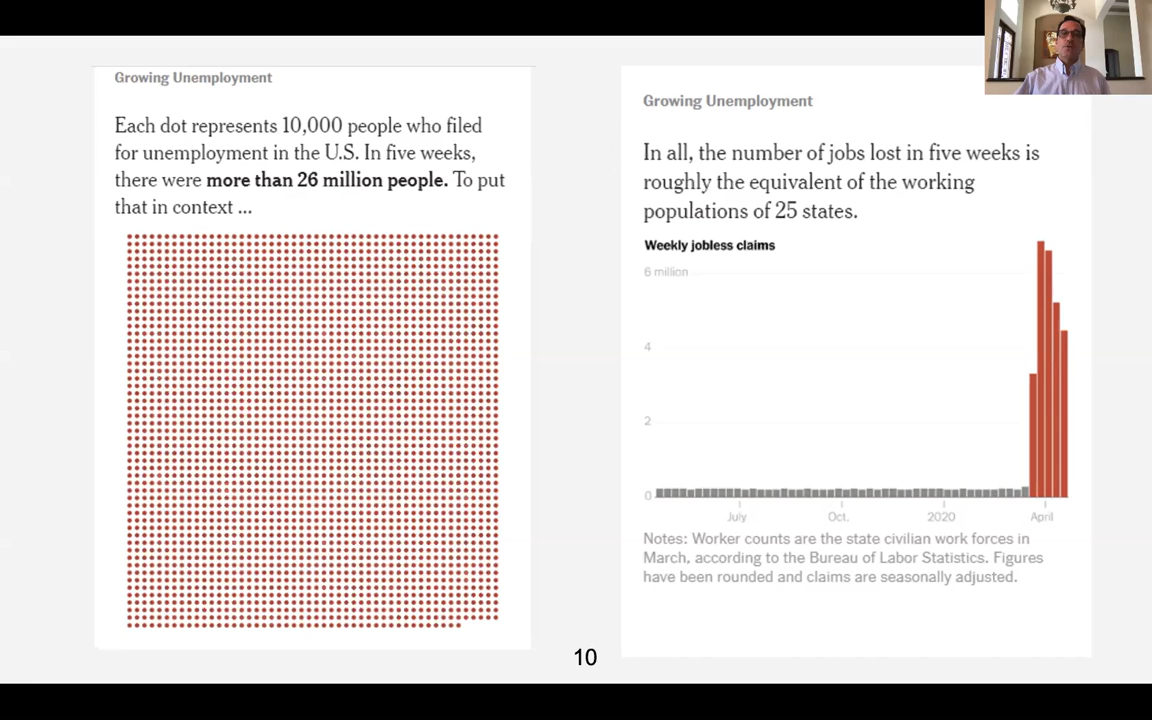 Growing Unemployment
Each dot represents 10,000 people who filed
for unemployment in the U.S. In five weeks,
there were more than 26 million people. To put
that in context ...
Growing Unemployment
In all, the number of jobs lost in five weeks is
roughly the equivalent of the working
populations of 25 states.
Weekly jobless claims
6 million
4
2
0
July Oct. 2020 April
Notes: Worker counts are the state civilian work forces in
March, according to the Bureau of Labor Statistics. Figures
have been rounded and claims are seasonally adjusted.
10